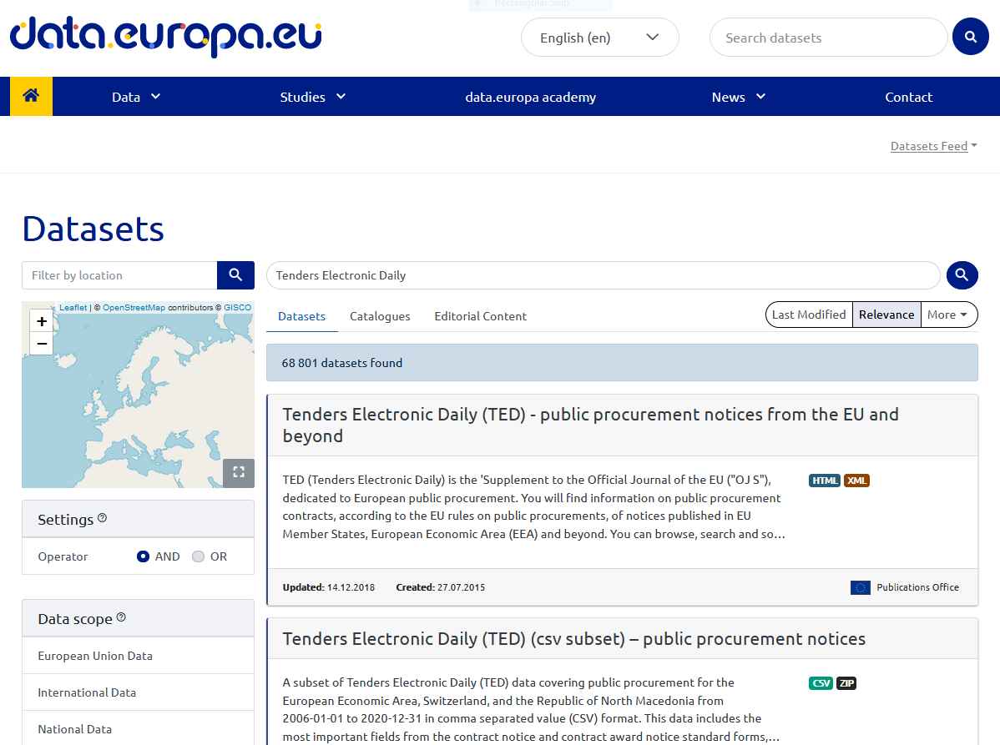 Rectangular Snip
data.europa.eu
English (en)
Search datasets
Data
Studies
data.europa academy
News
Contact
Datasets Feed
Datasets
Filter by location
Tenders Electronic Daily
+
−
Leaflet | © OpenStreetMap contributors © GISCO
Datasets
Catalogues
Editorial Content
Last Modified
Relevance
More
68 801 datasets found
Tenders Electronic Daily (TED) - public procurement notices from the EU and
beyond
TED (Tenders Electronic Daily) is the 'Supplement to the Official Journal of the EU ("OJ S"),
dedicated to European public procurement. You will find information on public procurement
contracts, according to the EU rules on public procurements, of notices published in EU
Member States, European Economic Area (EEA) and beyond. You can browse, search and so…
HTML XML
Updated: 14.12.2018 Created: 27.07.2015
Publications Office
Settings
Operator
AND
OR
Data scope
European Union Data
International Data
National Data
Tenders Electronic Daily (TED) (csv subset) – public procurement notices
A subset of Tenders Electronic Daily (TED) data covering public procurement for the
European Economic Area, Switzerland, and the Republic of North Macedonia from
2006-01-01 to 2020-12-31 in comma separated value (CSV) format. This data includes the
most important fields from the contract notice and contract award notice standard forms,…
CSV ZIP